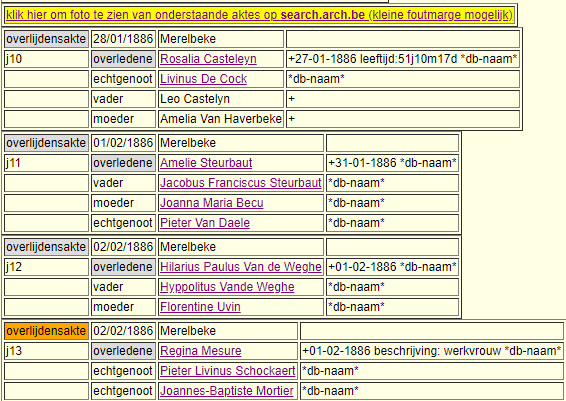 klik hier om foto te zien van onderstaande aktes op search.arch.be (kleine foutmarge mogelijk)
overlijdensakte 28/01/1886 Merelbeke
j10 overledene Rosalia Casteleyn +27-01-1886 leeftijd:51j10m17d *db-naam*
echtgenoot Livinus De Cock *db-naam*
vader Leo Castelyn +
moeder Amelia Van Haverbeke +
overlijdensakte 01/02/1886 Merelbeke
j11 overledene Amelie Steurbaut +31-01-1886 *db-naam*
vader Jacobus Franciscus Steurbaut *db-naam*
moeder Joanna Maria Becu *db-naam*
echtgenoot Pieter Van Daele *db-naam*
overlijdensakte 02/02/1886 Merelbeke
j12 overledene Hilarius Paulus Van de Weghe +01-02-1886 *db-naam*
vader Hyppolitus Vande Weghe *db-naam*
moeder Florentine Uvin *db-naam*
overlijdensakte 02/02/1886 Merelbeke
j13 overledene Regina Mesure +01-02-1886 beschrijving: werkvrouw *db-naam*
echtgenoot Pieter Livinus Schockaert *db-naam*
echtgenoot Joannes-Baptiste Mortier *db-naam*